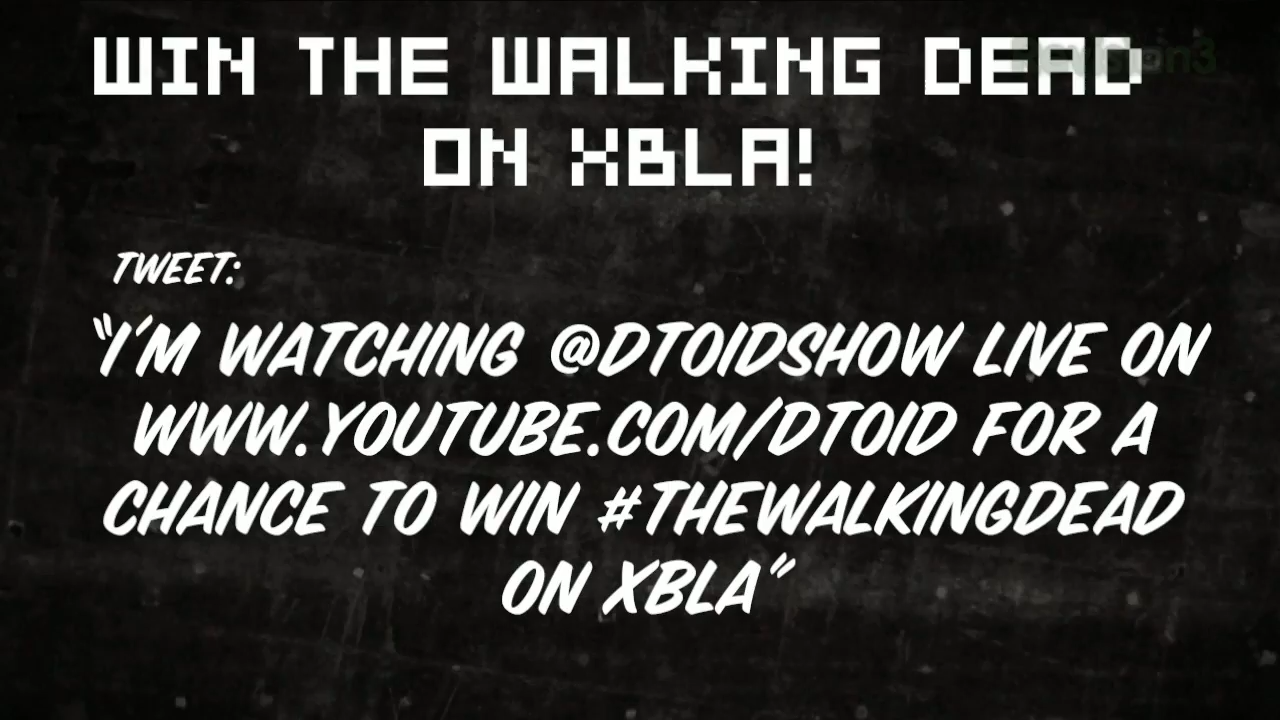 WIN THE WALKING DEAD
ON XBLA!
TWEET:
"I'M WATCHING @DTOIDSHOW LIVE ON
WWW.YOUTUBE.COM/DTOID FOR A
CHANCE TO WIN #THEWALKINGDEAD
ON XBLA"